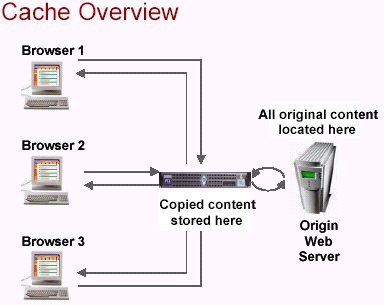 Cache Overview
Browser 1
All original content
located here
Browser 2
Copied content
stored here
Origin
Web
Server
Browser 3